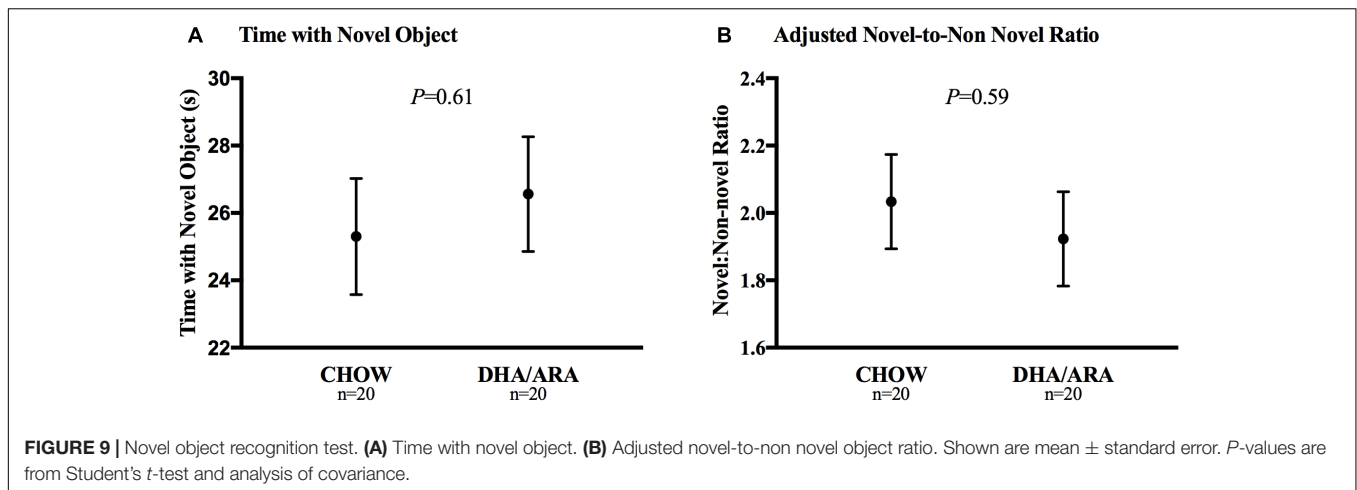 A Time with Novel Object
30
28
26
24
22
Time with Novel Object (s)
P=0.61
CHOW
n=20
DHA/ARA
n=20
B Adjusted Novel-to-Non Novel Ratio
2.4
2.2
2.0
1.8
1.6
Novel:Non-novel Ratio
P=0.59
CHOW
n=20
DHA/ARA
n=20
FIGURE 9 | Novel object recognition test. (A) Time with novel object. (B) Adjusted novel-to-non novel object ratio. Shown are mean ± standard error. P-values are
from Student’s t-test and analysis of covariance.